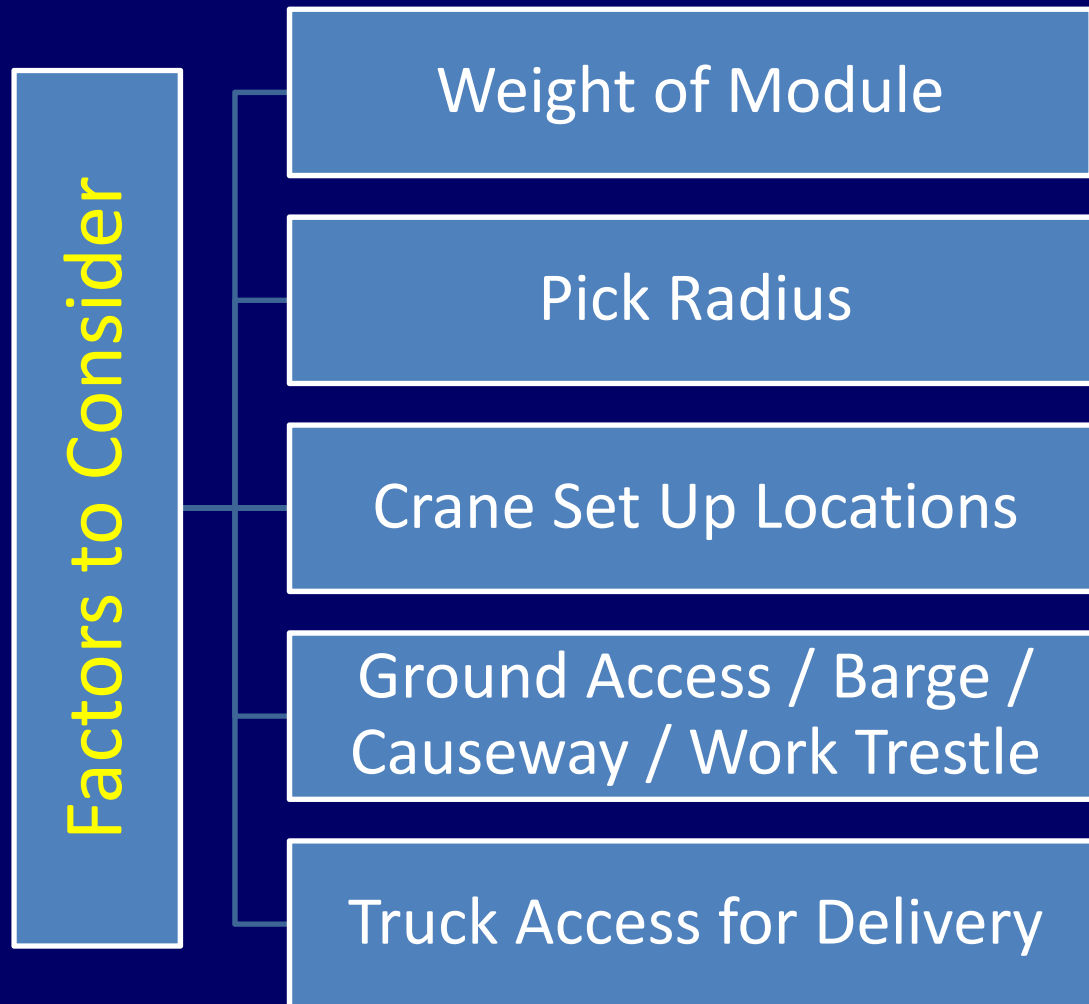 Factors to Consider
Weight of Module
Pick Radius
Crane Set Up Locations
Ground Access / Barge /
Causeway / Work Trestle
Truck Access for Delivery